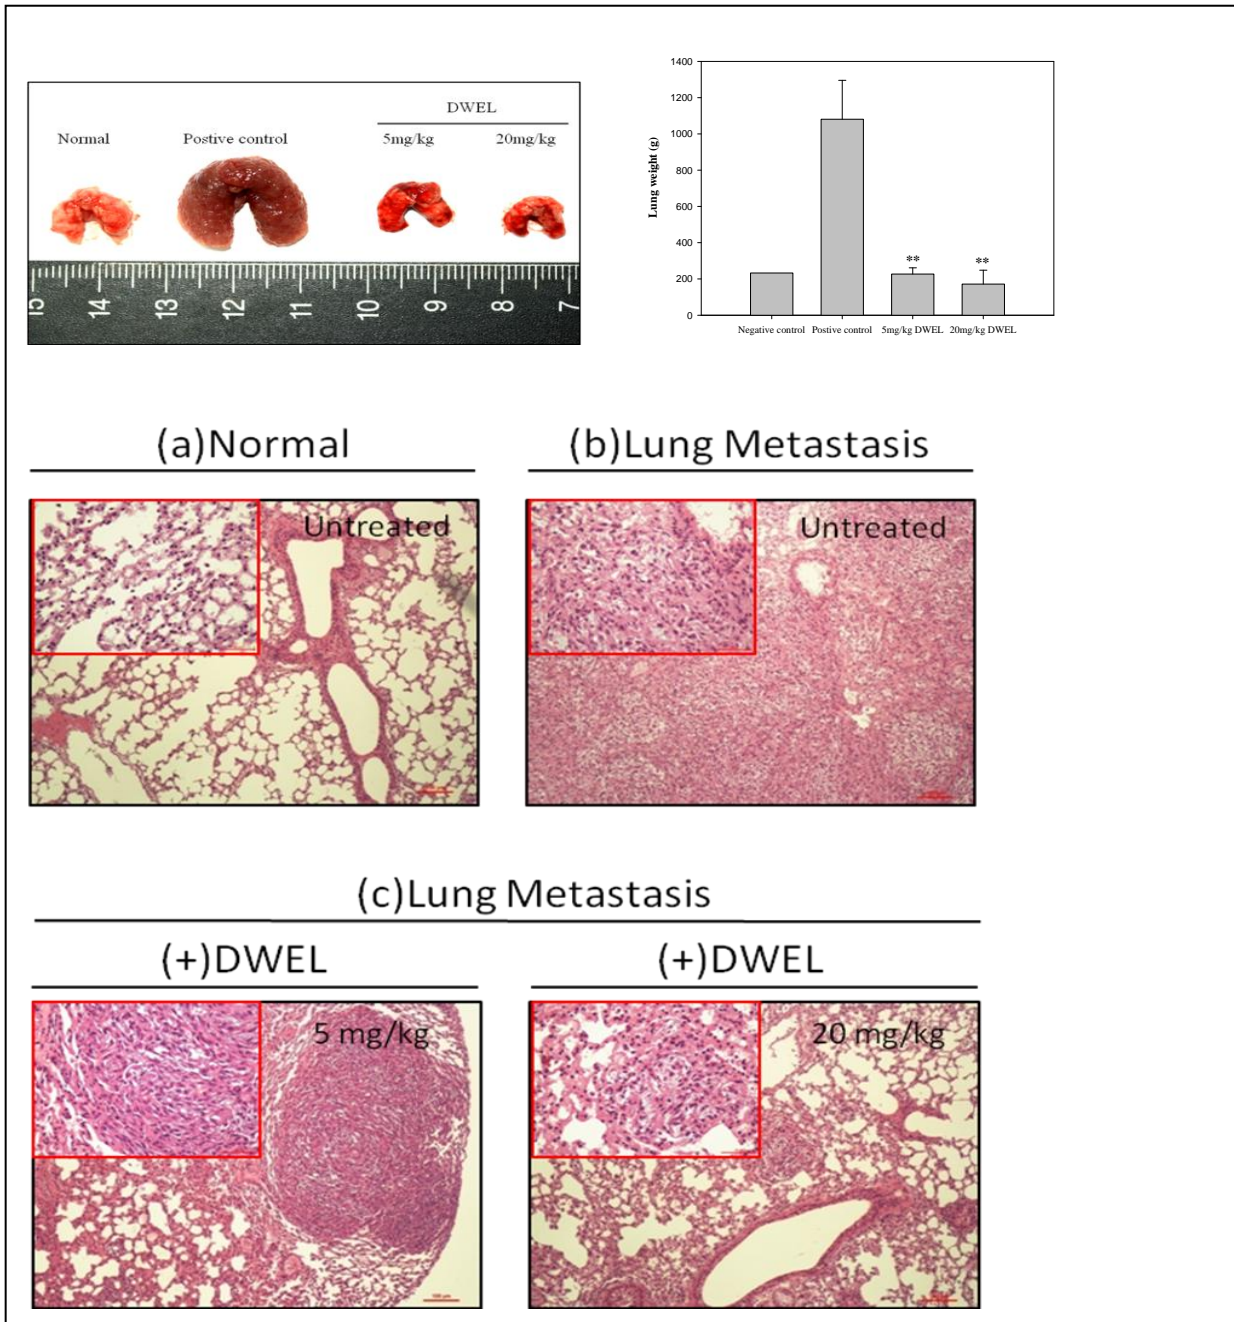 DWEL
Normal
Postive control
5mg/kg
20mg/kg
15 14 13 12 11 10 9 8 7
Lung weight (g)
1400
1200
1000
800
600
400
200
0
**
**
Negative control
Postive control
5mg/kg DWEL
20mg/kg DWEL
(a)Normal
(b)Lung Metastasis
Untreated
Untreated
(c)Lung Metastasis
(+)DWEL
(+)DWEL
5 mg/kg
20 mg/kg